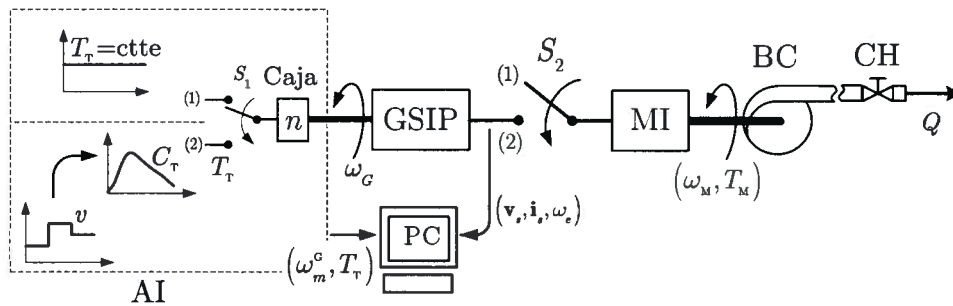 T_T=ctte
S_1
Caja
(1)
n
(2)
T_T
C_T
v
AI
ω_G
GSIP
(1)
S_2
(2)
MI
BC
CH
Q
(ω_M, T_M)
(v_s, i_s, ω_e)
PC
(ω_m^G, T_T)